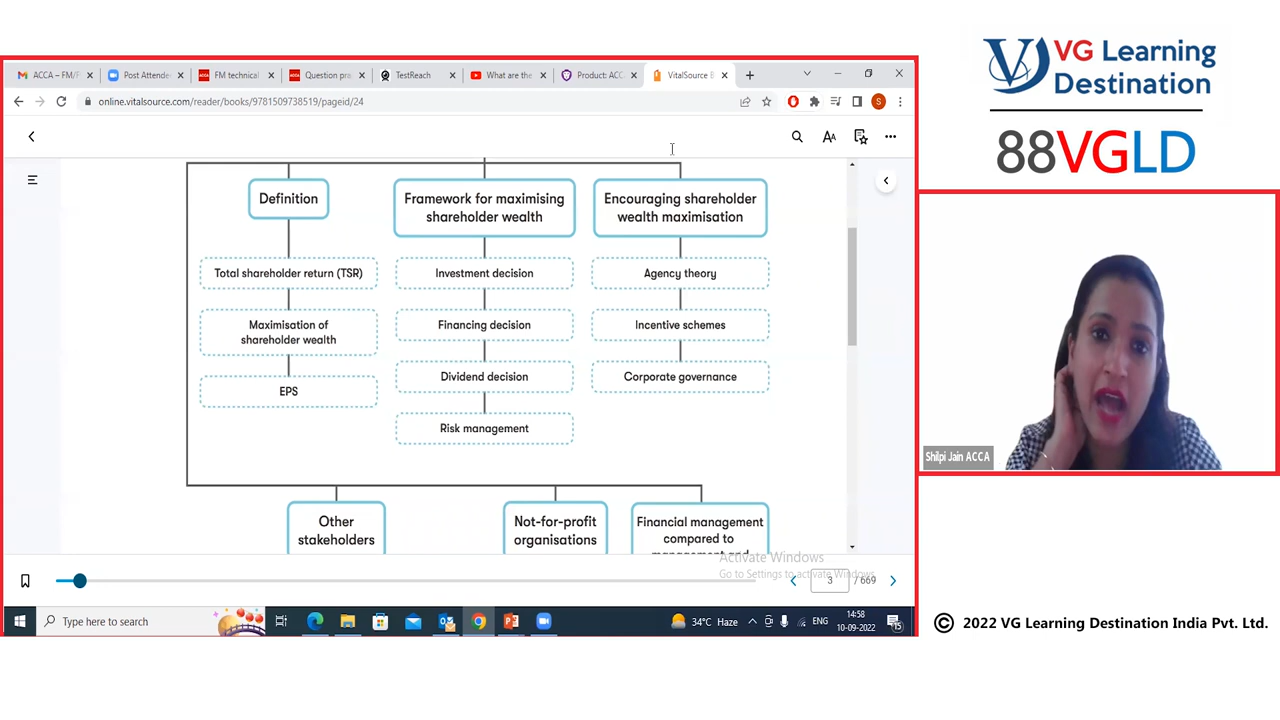 ACCA – FM/F
Post Attende
FM technical
Question pra
TestReach
What are the
Product: ACC
VitalSource B
online.vitalsource.com/reader/books/9781509738519/pageid/24
S
AA
Definition
Framework for maximising
shareholder wealth
Encouraging shareholder
wealth maximisation
Total shareholder return (TSR)
Investment decision
Agency theory
Maximisation of
shareholder wealth
Financing decision
Incentive schemes
EPS
Dividend decision
Corporate governance
Risk management
Other
stakeholders
Not-for-profit
organisations
Financial management
compared to
management and
Activate Windows
Go to Settings to activate Windows.
3
/ 669
Type here to search
34°C Haze
ENG
14:58
10-09-2022
15
VG Learning
Destination
88VGLD
Shilpi Jain ACCA
© 2022 VG Learning Destination India Pvt. Ltd.